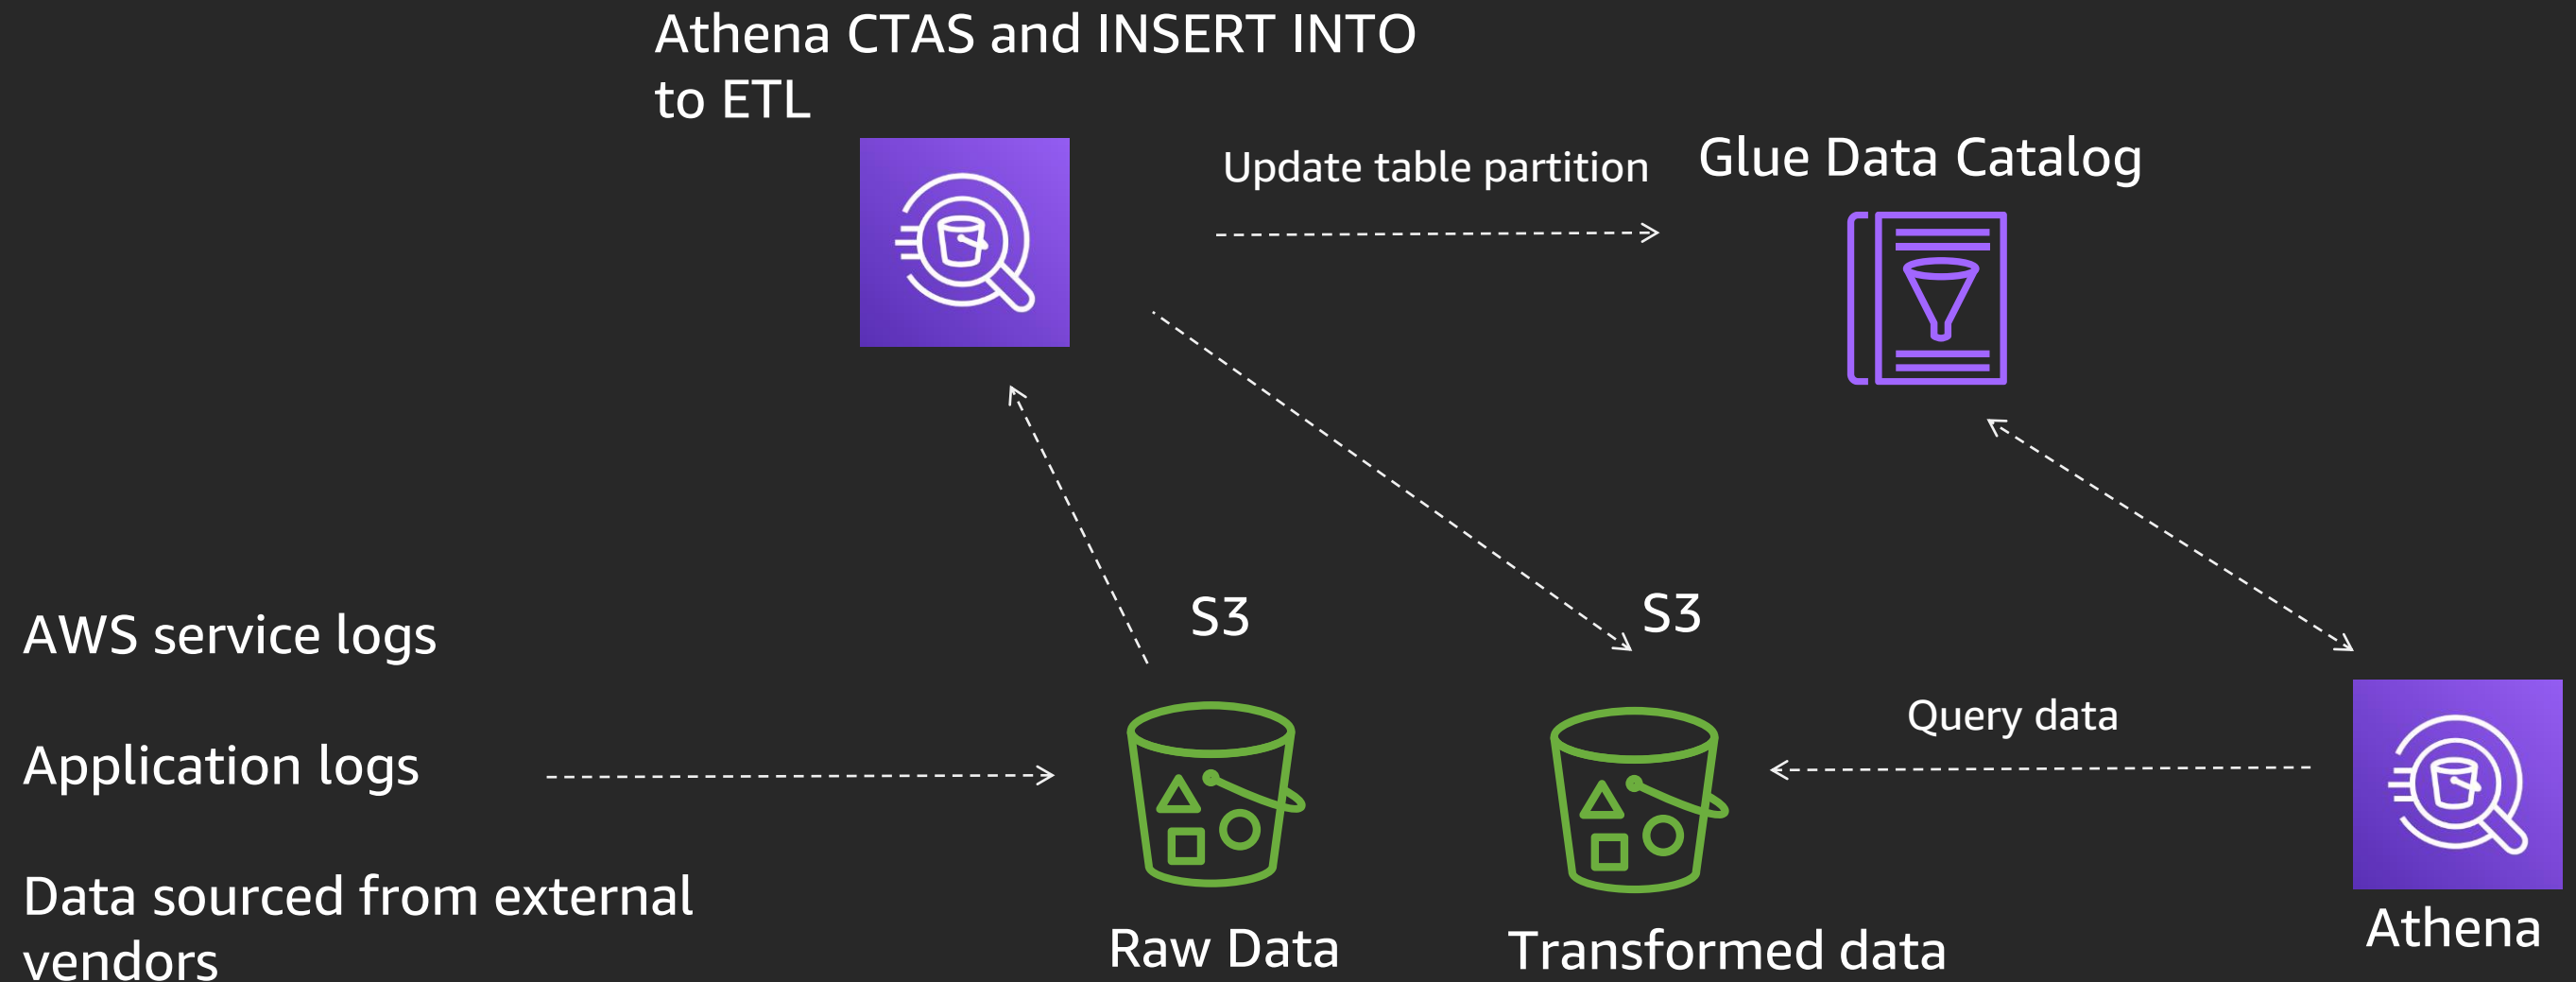 Athena CTAS and INSERT INTO
to ETL
Update table partition
Glue Data Catalog
S3
S3
AWS service logs
Application logs
Data sourced from external
vendors
Query data
Raw Data
Transformed data
Athena